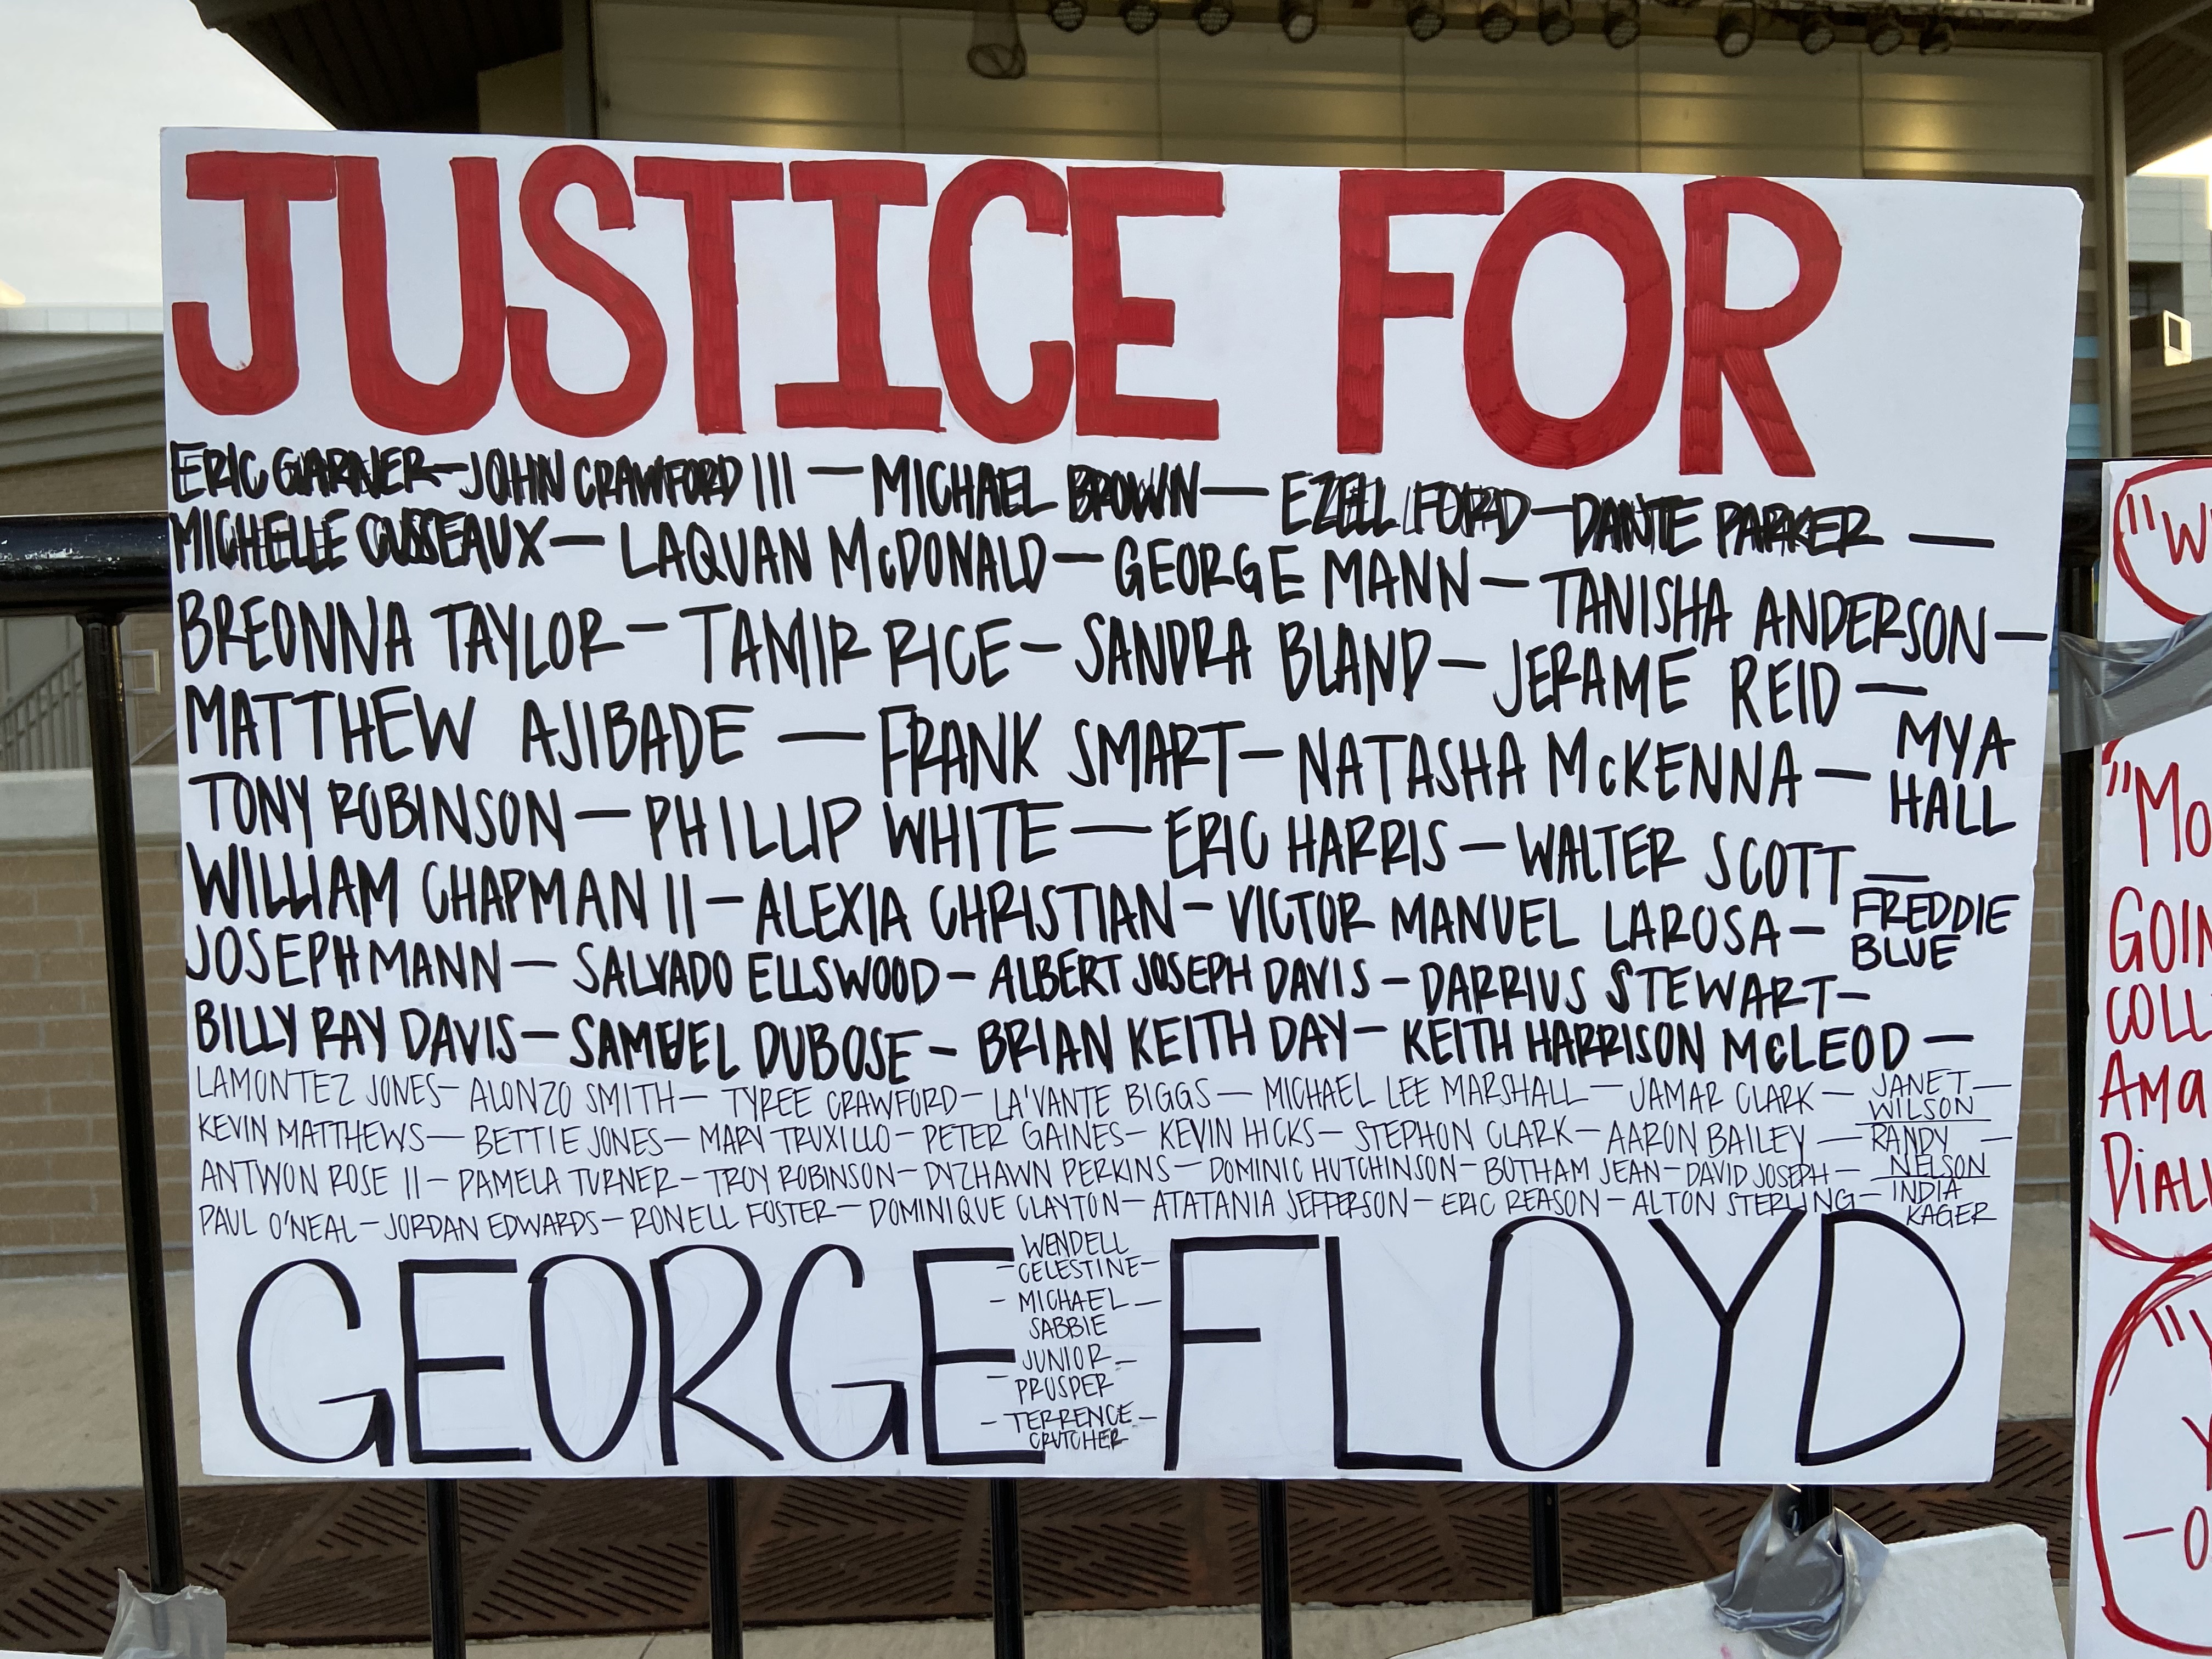 JUSTICE FOR
ERIC GARNER — JOHN CRAWFORD III — MICHAEL BROWN — EZELL FORD — DANTE PARKER —
MICHELLE CUSSEAUX — LAQUAN McDONALD — GEORGE MANN — TANISHA ANDERSON —
BREONNA TAYLOR — TAMIR RICE — SANDRA BLAND — JERAME REID —
MATTHEW AJIBADE — FRANK SMART — NATASHA McKENNA — MYA
HALL
TONY ROBINSON — PHILLIP WHITE — ERIC HARRIS — WALTER SCOTT —
WILLIAM CHAPMAN II — ALEXIA CHRISTIAN — VICTOR MANUEL LAROSA — FREDDIE
BLUE
JOSEPH MANN — SALVADO ELLSWOOD — ALBERT JOSEPH DAVIS — DARRIUS STEWART —
BILLY RAY DAVIS — SAMUEL DUBOSE — BRIAN KEITH DAY — KEITH HARRISON McLEOD —
LAMONTEZ JONES — ALONZO SMITH — TYREE CRAWFORD — LA'VANTE BIGGS — MICHAEL LEE MARSHALL — JAMAR CLARK — JANET —
WILSON
KEVIN MATTHEWS — BETTIE JONES — MARY TRUXILLO — PETER GAINES — KEVIN HICKS — STEPHON CLARK — AARON BAILEY — RANDY —
NELSON
ANTWON ROSE II — PAMELA TURNER — TROY ROBINSON — DYZHAWN PERKINS — DOMINIC HUTCHINSON — BOTHAM JEAN — DAVID JOSEPH —
INDIA
KAGER
PAUL O'NEAL — JORDAN EDWARDS — RONELL FOSTER — DOMINIQUE CLAYTON — ATATANIA JEFFERSON — ERIC REASON — ALTON STERLING —
GEORGE FLOYD
WENDELL
— CELESTINE —
— MICHAEL —
SABBIE
JUNIOR —
— PROSPER
— TERRENCE —
CRUTCHER
"W
"Mo
GOIN
COLL
AMA
DIAL
"
Y
— O